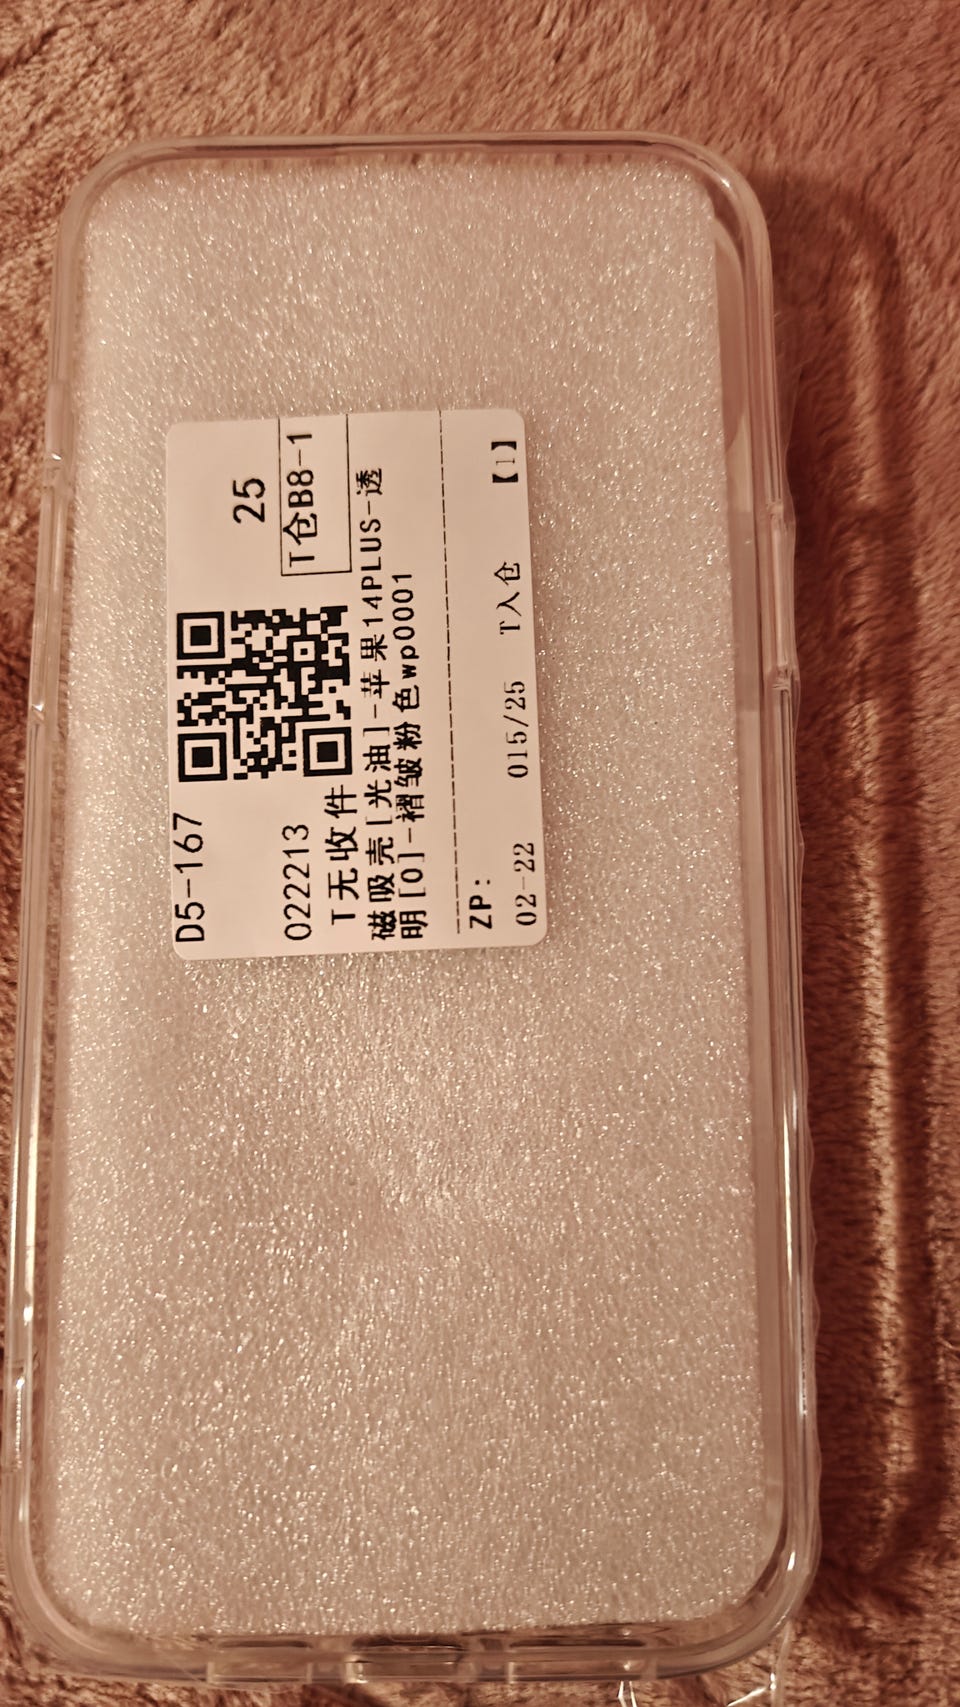 D5-167
25
022213
T仓B8-1
T无收件
磁吸壳[光油]-苹果14PLUS-透
明[0]-褶皱粉色wp0001
ZP:
【1】
02-22 015/25 T入仓